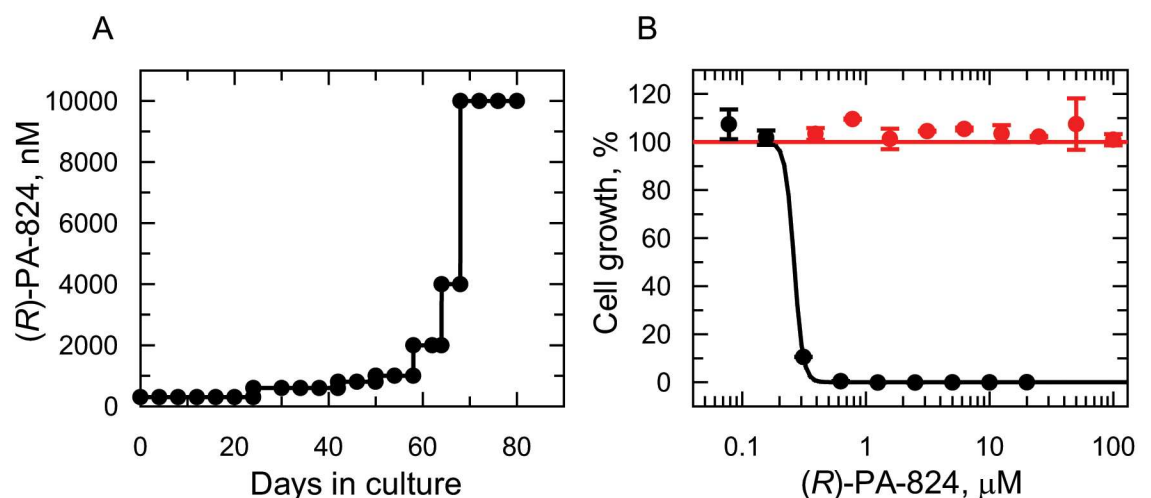 A
(R)-PA-824, nM
10000
8000
6000
4000
2000
0
0 20 40 60 80
Days in culture
B
Cell growth, %
120
100
80
60
40
20
0
0.1 1 10 100
(R)-PA-824, μM